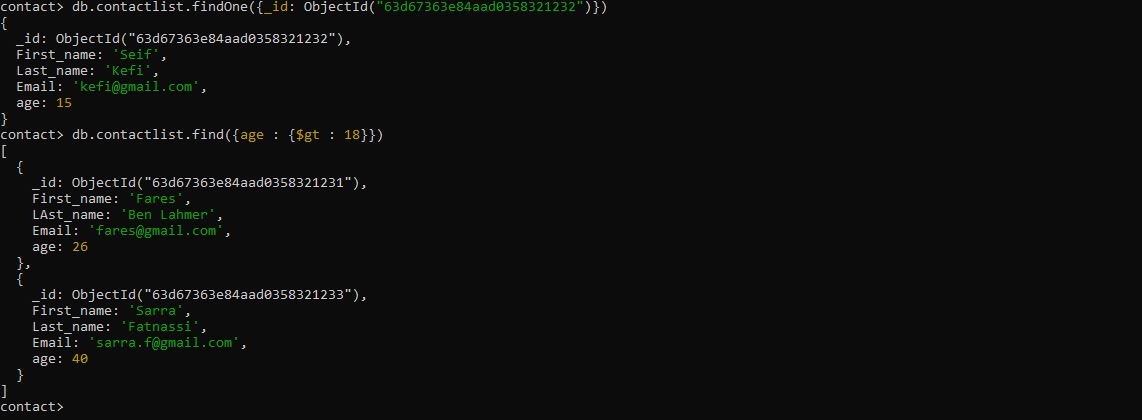 contact> db.contactlist.findOne({_id: ObjectId("63d67363e84aad0358321232")})
{
  _id: ObjectId("63d67363e84aad0358321232"),
  First_name: 'Seif',
  Last_name: 'Kefi',
  Email: 'kefi@gmail.com',
  age: 15
}
contact> db.contactlist.find({age : {$gt : 18}})
[
  {
    _id: ObjectId("63d67363e84aad0358321231"),
    First_name: 'Fares',
    LAst_name: 'Ben Lahmer',
    Email: 'fares@gmail.com',
    age: 26
  },
  {
    _id: ObjectId("63d67363e84aad0358321233"),
    First_name: 'Sarra',
    Last_name: 'Fatnassi',
    Email: 'sarra.f@gmail.com',
    age: 40
  }
]
contact>